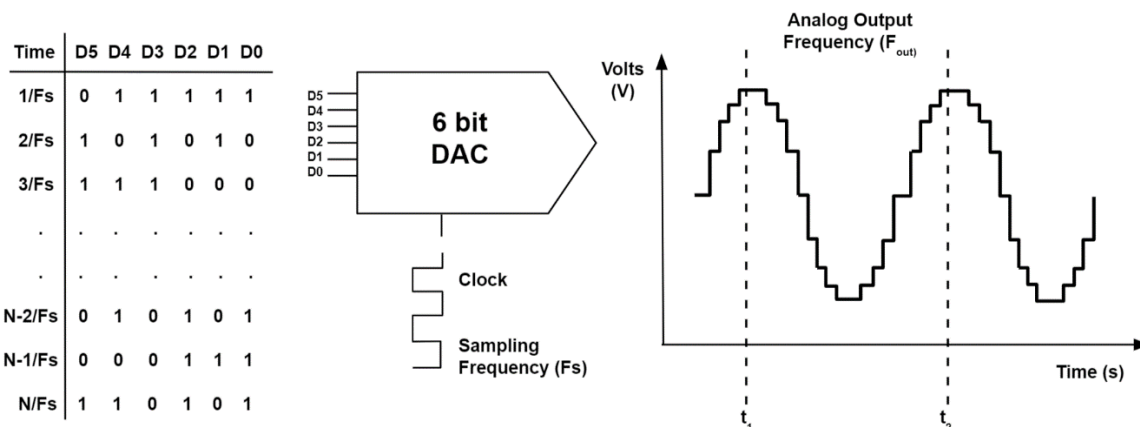 Time D5 D4 D3 D2 D1 D0
1/Fs 0 1 1 1 1 1
2/Fs 1 0 1 0 1 0
3/Fs 1 1 1 0 0 0
. . . . . . .
. . . . . . .
N-2/Fs 0 1 0 1 0 1
N-1/Fs 0 0 0 1 1 1
N/Fs 1 1 0 1 0 1
D5
D4
D3
D2
D1
D0
6 bit
DAC
Clock
Sampling
Frequency (Fs)
Analog Output
Frequency (Fout)
Volts
(V)
Time (s)
t1